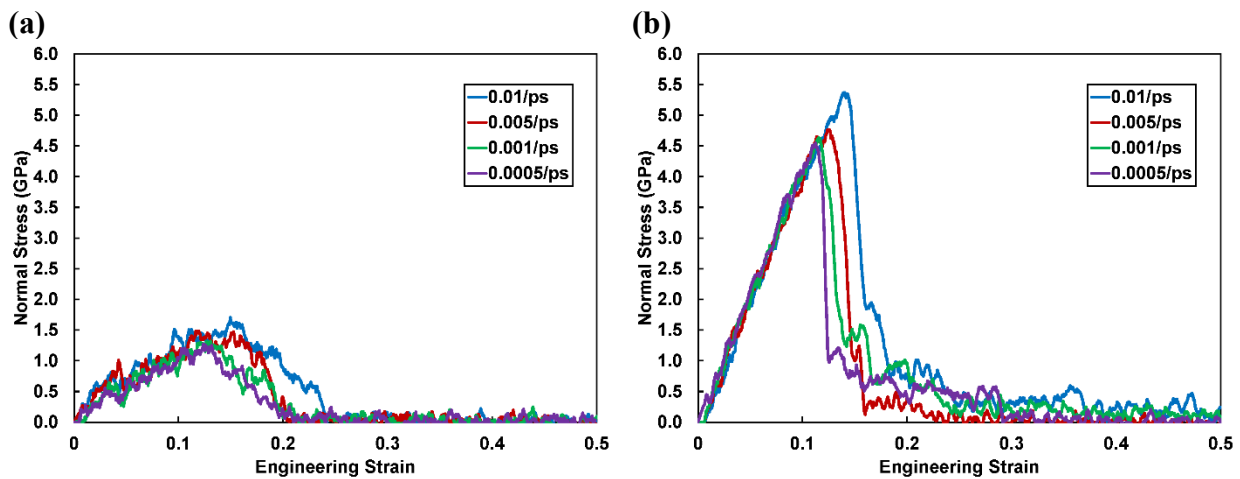 (a)
6.0
5.5
5.0
4.5
4.0
3.5
3.0
2.5
2.0
1.5
1.0
0.5
0.0
Normal Stress (GPa)
0.01/ps
0.005/ps
0.001/ps
0.0005/ps
0 0.1 0.2 0.3 0.4 0.5
Engineering Strain
(b)
6.0
5.5
5.0
4.5
4.0
3.5
3.0
2.5
2.0
1.5
1.0
0.5
0.0
Normal Stress (GPa)
0.01/ps
0.005/ps
0.001/ps
0.0005/ps
0 0.1 0.2 0.3 0.4 0.5
Engineering Strain